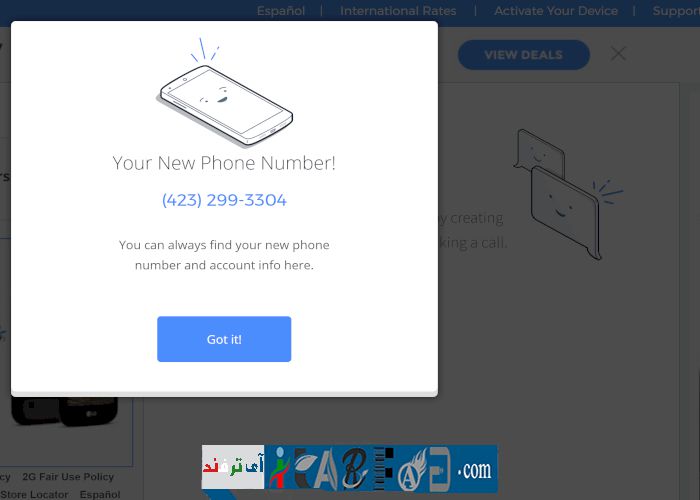 Español | International Rates | Activate Your Device | Support
VIEW DEALS
Your New Phone Number!
(423) 299-3304
You can always find your new phone
number and account info here.
by creating
king a call.
Got it!
آی ترفند
.com
cy 2G Fair Use Policy
Store Locator Español